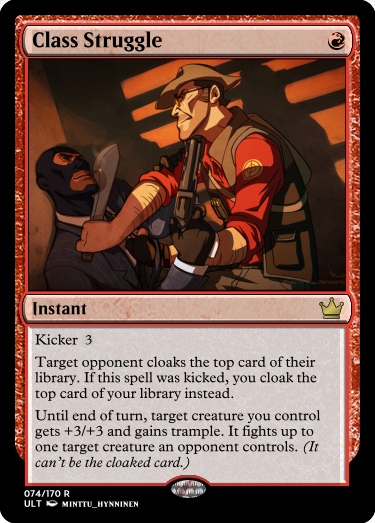 Class Struggle
Instant
Kicker 3
Target opponent cloaks the top card of their
library. If this spell was kicked, you cloak the
top card of your library instead.
Until end of turn, target creature you control
gets +3/+3 and gains trample. It fights up to
one target creature an opponent controls. (It
can't be the cloaked card.)
074/170 R
ULT MINTTU_HYNNINEN